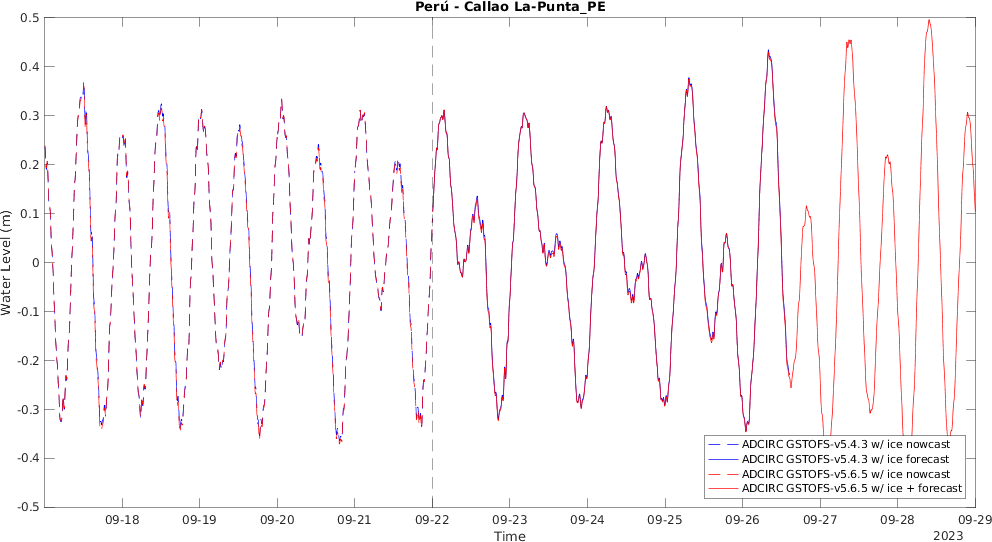 Perú - Callao La-Punta_PE
0.5
0.4
0.3
0.2
0.1
0
-0.1
-0.2
-0.3
-0.4
-0.5
Water Level (m)
ADCIRC GSTOFS-v5.4.3 w/ ice nowcast
ADCIRC GSTOFS-v5.4.3 w/ ice forecast
ADCIRC GSTOFS-v5.6.5 w/ ice nowcast
ADCIRC GSTOFS-v5.6.5 w/ ice + forecast
09-18 09-19 09-20 09-21 09-22 09-23 09-24 09-25 09-26 09-27 09-28 09-29
Time
2023